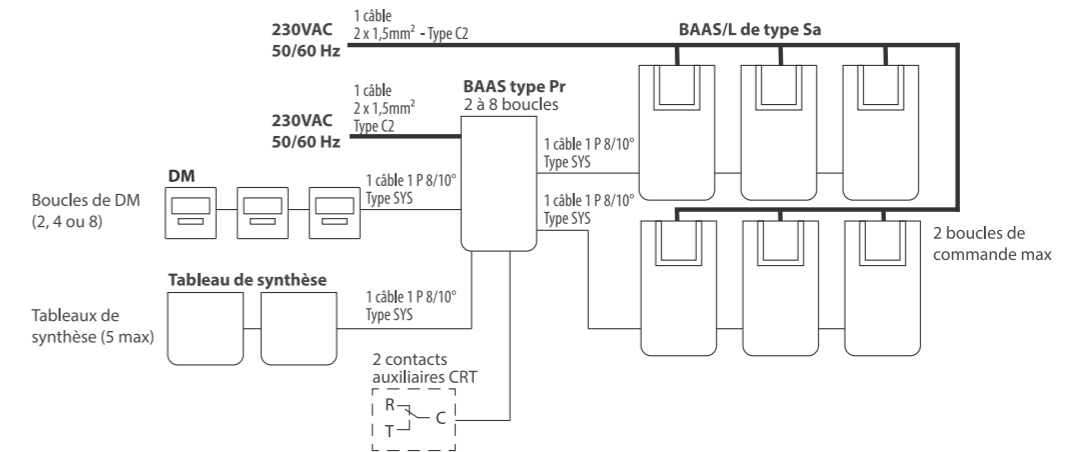 230VAC
50/60 Hz
1 câble
2 x 1,5mm² - Type C2
BAAS/L de type Sa
230VAC
50/60 Hz
1 câble
2 x 1,5mm²
Type C2
BAAS type Pr
2 à 8 boucles
1 câble 1 P 8/10°
Type SYS
1 câble 1 P 8/10°
Type SYS
Boucles de DM
(2, 4 ou 8)
DM
1 câble 1 P 8/10°
Type SYS
2 boucles de
commande max
Tableau de synthèse
Tableaux de
synthèse (5 max)
1 câble 1 P 8/10°
Type SYS
2 contacts
auxiliaires CRT
R
C
T